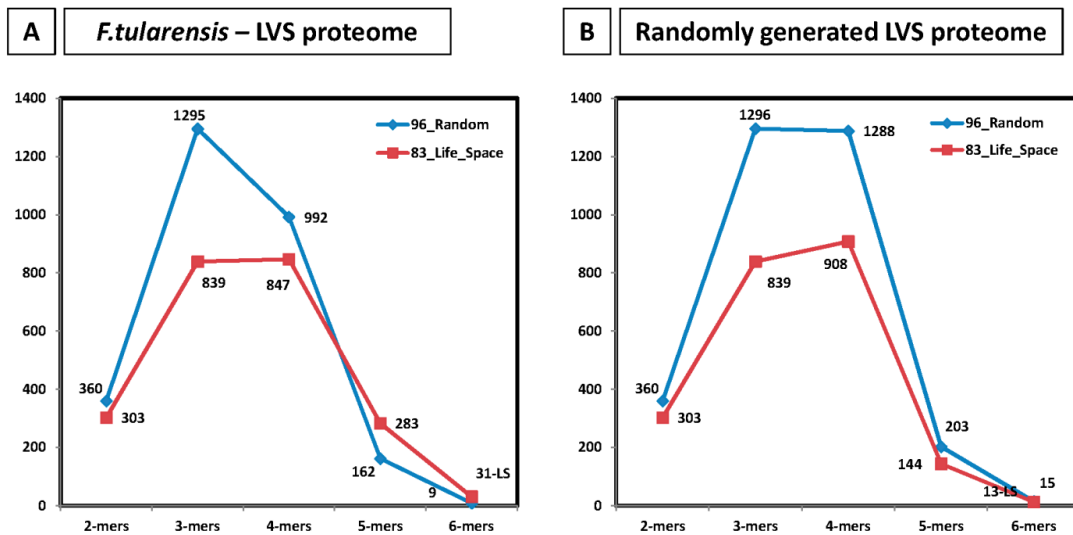 A
F.tularensis – LVS proteome
B
Randomly generated LVS proteome
1400
1200
1000
800
600
400
200
0
1295
96_Random
83_Life_Space
992
839
847
360
303
283
162
31-LS
9
2-mers
3-mers
4-mers
5-mers
6-mers
1400
1200
1000
800
600
400
200
0
1296
1288
96_Random
83_Life_Space
839
908
360
303
203
144
13-LS
15
2-mers
3-mers
4-mers
5-mers
6-mers